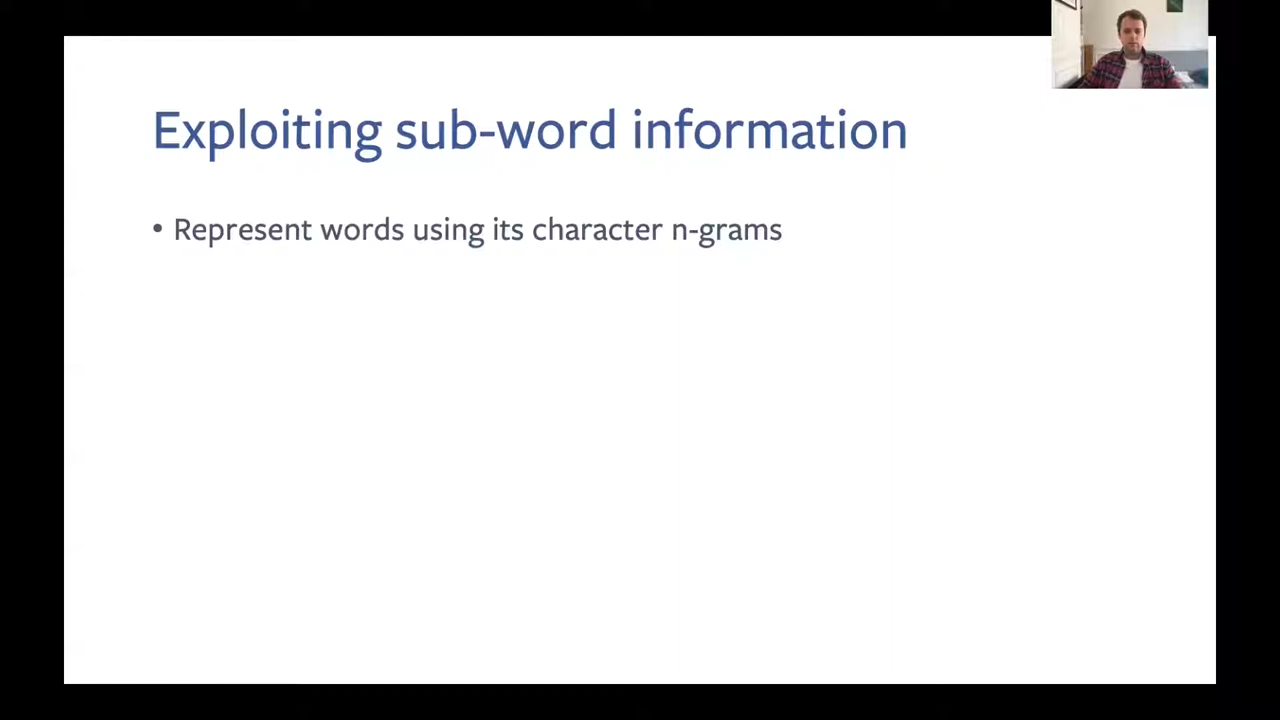 Exploiting sub-word information
• Represent words using its character n-grams